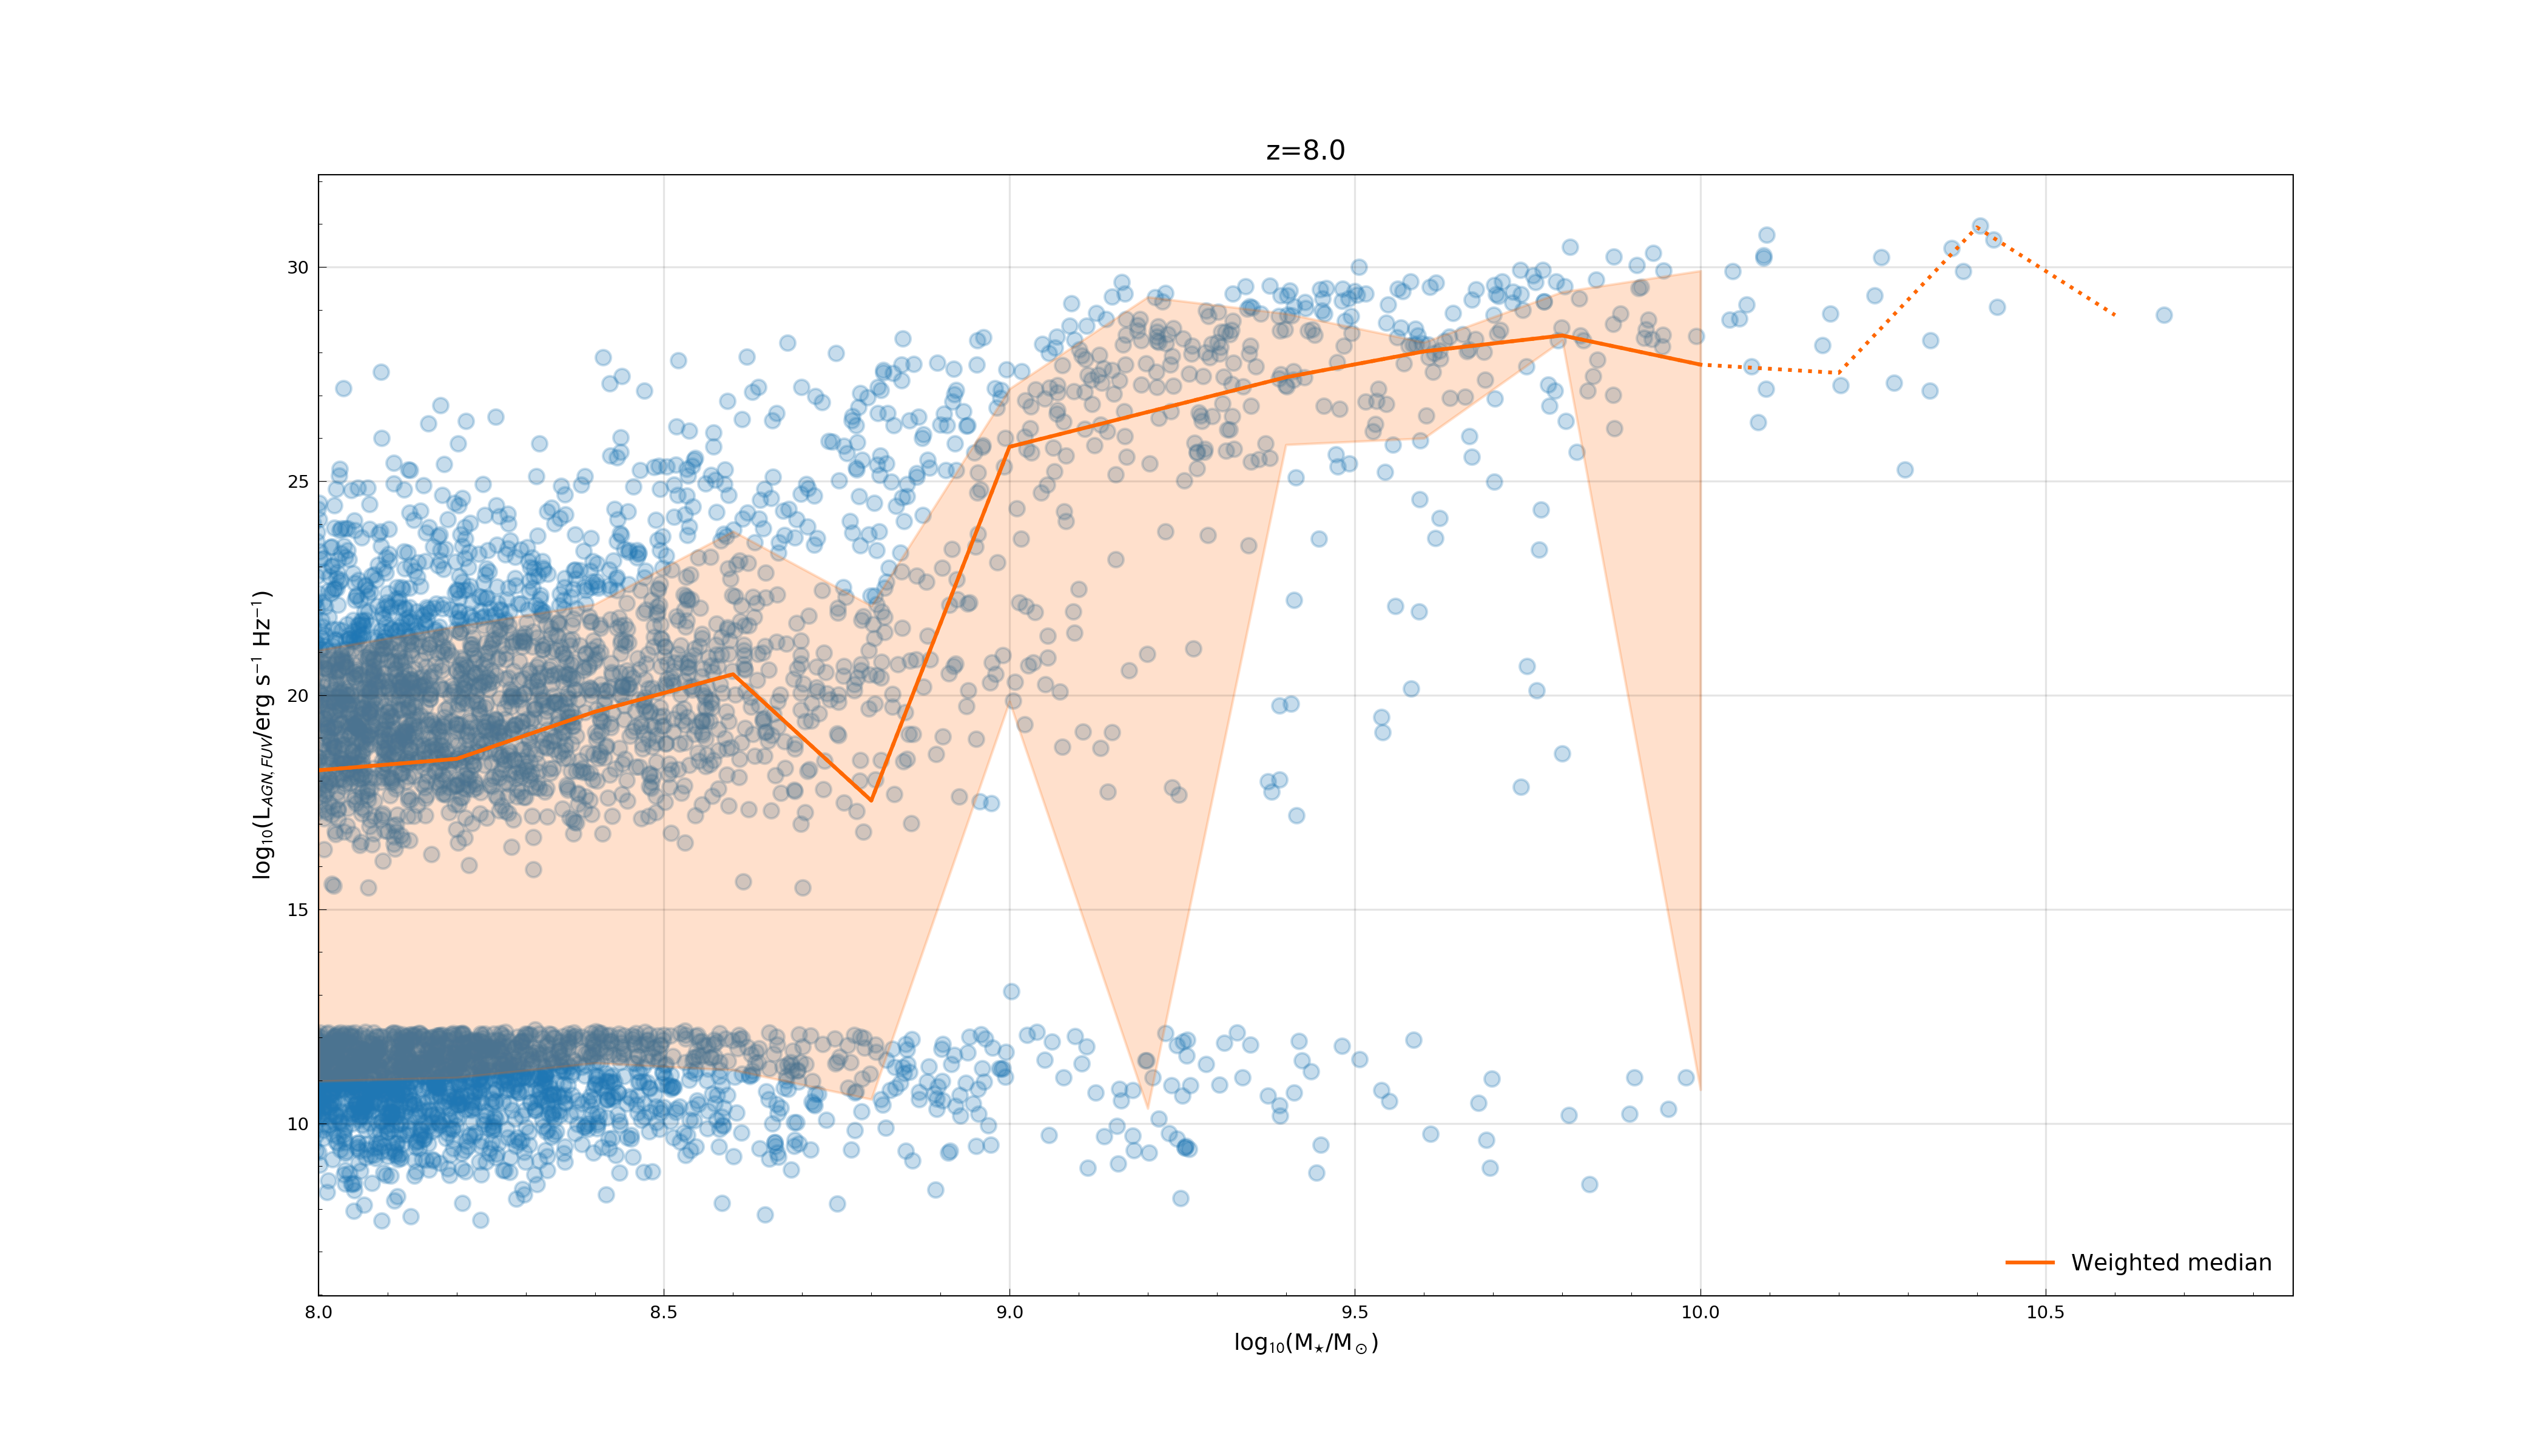 z=8.0
log₁₀(L_AGN,FUV/erg s⁻¹ Hz⁻¹)
30
25
20
15
10
Weighted median
8.0 8.5 9.0 9.5 10.0 10.5
log₁₀(M⋆/M⊙)